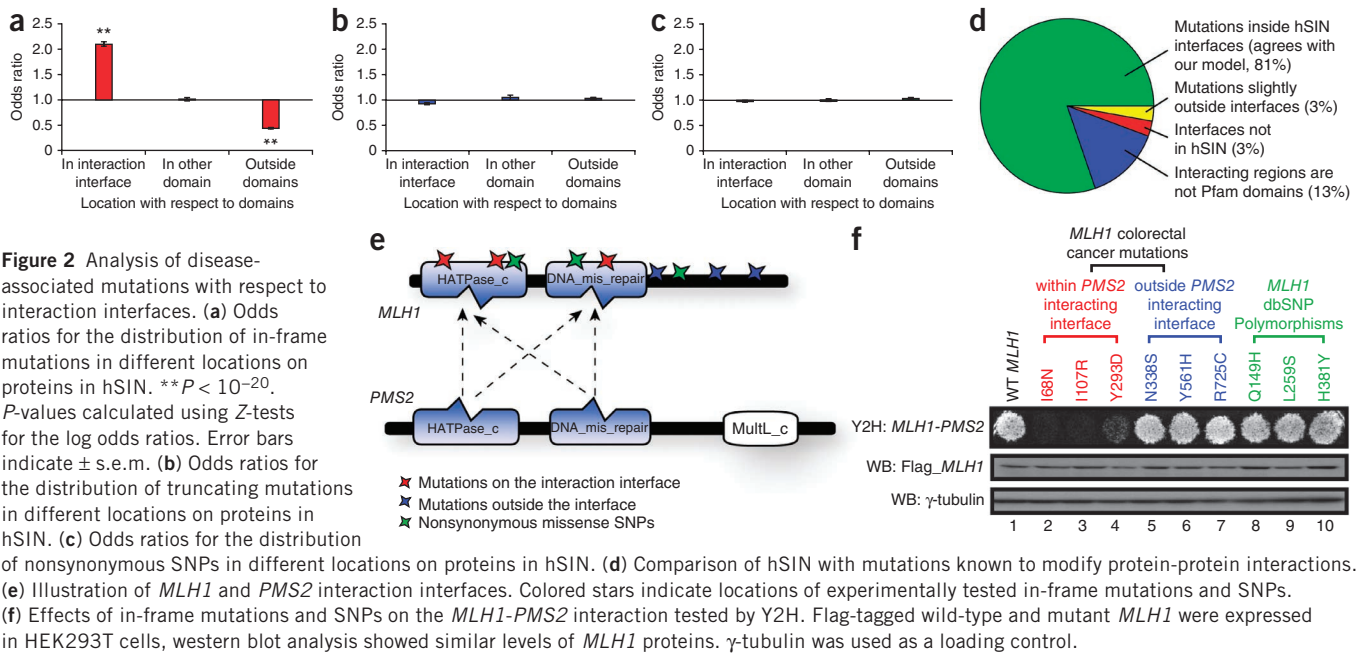 a
2.5
2.0
1.5
1.0
0.5
0
Odds ratio
**
**
In interaction interface
In other domain
Outside domains
Location with respect to domains
b
2.5
2.0
1.5
1.0
0.5
0
Odds ratio
In interaction interface
In other domain
Outside domains
Location with respect to domains
c
2.5
2.0
1.5
1.0
0.5
0
Odds ratio
In interaction interface
In other domain
Outside domains
Location with respect to domains
d
Mutations inside hSIN
interfaces (agrees with
our model, 81%)
Mutations slightly
outside interfaces (3%)
Interfaces not
in hSIN (3%)
Interacting regions are
not Pfam domains (13%)
e
HATPase_c
DNA_mis_repair
MLH1
PMS2
HATPase_c
DNA_mis_repair
MultL_c
Mutations on the interaction interface
Mutations outside the interface
Nonsynonymous missense SNPs
f
MLH1 colorectal
cancer mutations
within PMS2
interacting
interface
outside PMS2
interacting
interface
MLH1
dbSNP
Polymorphisms
WT MLH1
I68N
I107R
Y293D
N338S
Y561H
R725C
Q149H
L259S
H381Y
Y2H: MLH1-PMS2
WB: Flag_MLH1
WB: γ-tubulin
1 2 3 4 5 6 7 8 9 10
Figure 2 Analysis of disease-
associated mutations with respect to
interaction interfaces. (a) Odds
ratios for the distribution of in-frame
mutations in different locations on
proteins in hSIN. **P < 10−20.
P-values calculated using Z-tests
for the log odds ratios. Error bars
indicate ± s.e.m. (b) Odds ratios for
the distribution of truncating mutations
in different locations on proteins in
hSIN. (c) Odds ratios for the distribution
of nonsynonymous SNPs in different locations on proteins in hSIN. (d) Comparison of hSIN with mutations known to modify protein-protein interactions.
(e) Illustration of MLH1 and PMS2 interaction interfaces. Colored stars indicate locations of experimentally tested in-frame mutations and SNPs.
(f) Effects of in-frame mutations and SNPs on the MLH1-PMS2 interaction tested by Y2H. Flag-tagged wild-type and mutant MLH1 were expressed
in HEK293T cells, western blot analysis showed similar levels of MLH1 proteins. γ-tubulin was used as a loading control.